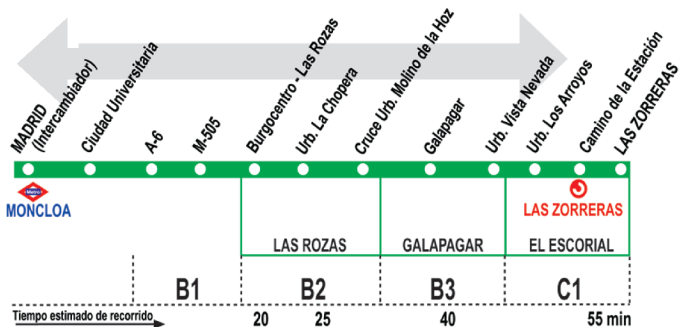 MADRID
(Intercambiador)
Ciudad Universitaria
A-6
M-505
Burgocentro - Las Rozas
Urb. La Chopera
Cruce Urb. Molino de la Hoz
Galapagar
Urb. Vista Nevada
Urb. Los Arroyos
Camino de la Estación
LAS ZORRERAS
Metro
MONCLOA
LAS ZORRERAS
LAS ROZAS
GALAPAGAR
EL ESCORIAL
B1
B2
B3
C1
Tiempo estimado de recorrido
20
25
40
55 min